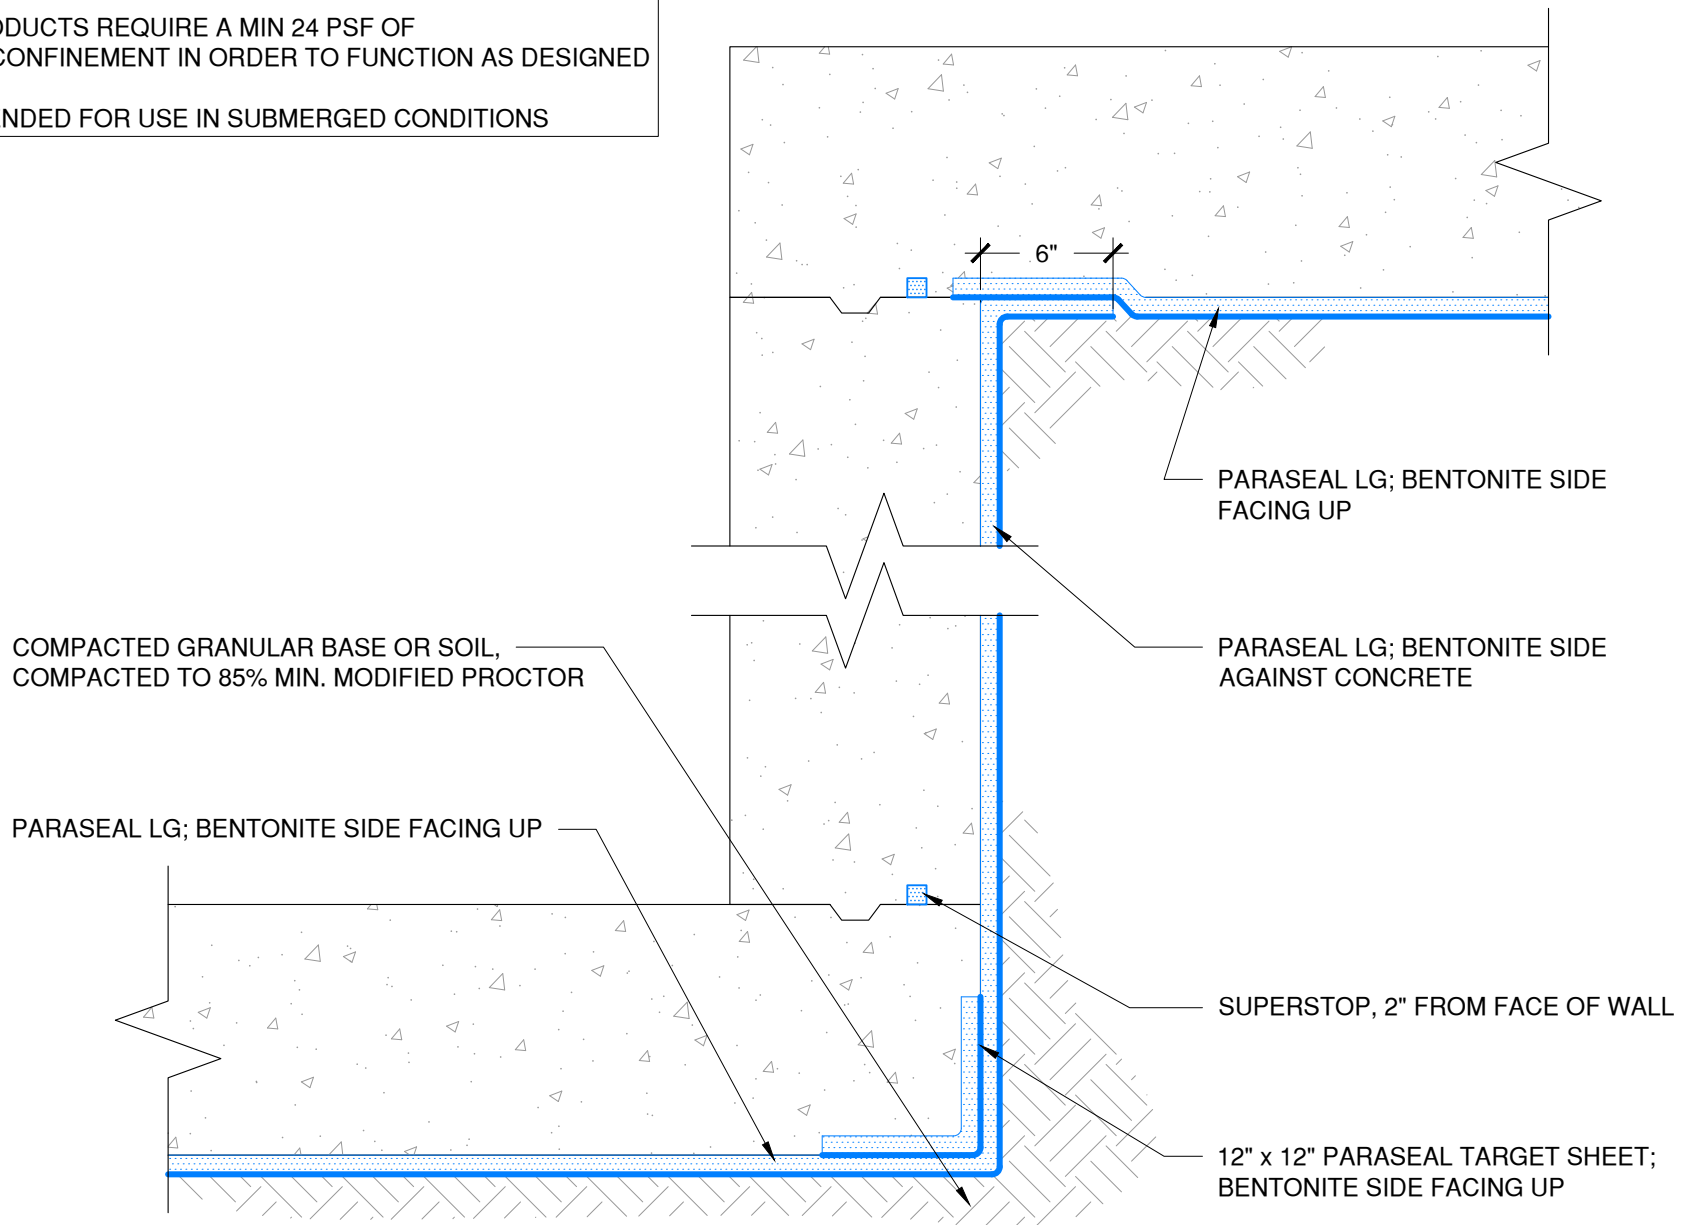 ODUCTS REQUIRE A MIN 24 PSF OF
CONFINEMENT IN ORDER TO FUNCTION AS DESIGNED
ENDED FOR USE IN SUBMERGED CONDITIONS
6"
PARASEAL LG; BENTONITE SIDE
FACING UP
PARASEAL LG; BENTONITE SIDE
AGAINST CONCRETE
COMPACTED GRANULAR BASE OR SOIL,
COMPACTED TO 85% MIN. MODIFIED PROCTOR
PARASEAL LG; BENTONITE SIDE FACING UP
SUPERSTOP, 2" FROM FACE OF WALL
12" x 12" PARASEAL TARGET SHEET;
BENTONITE SIDE FACING UP